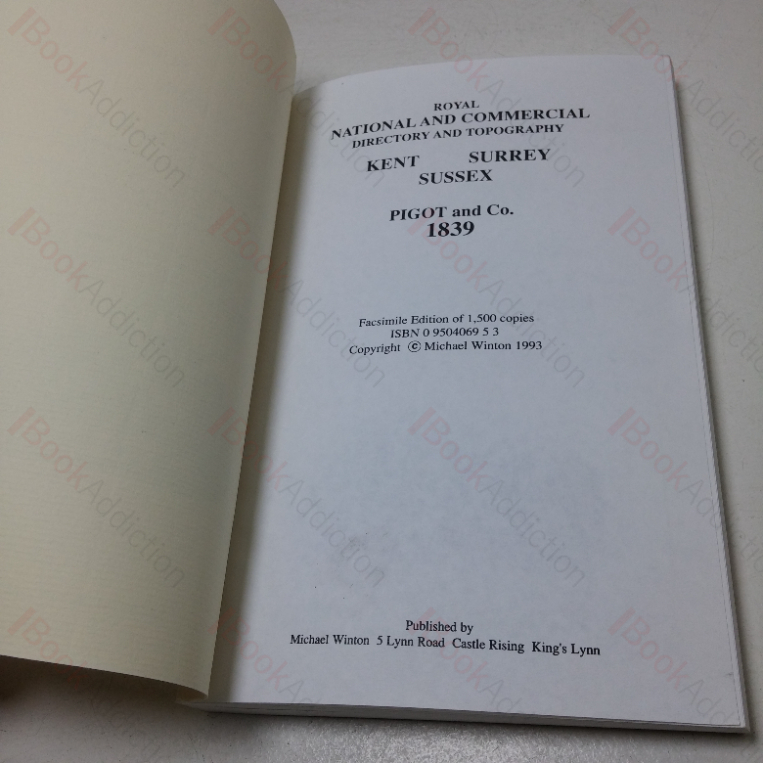 ROYAL
NATIONAL AND COMMERCIAL
DIRECTORY AND TOPOGRAPHY
KENT SURREY
SUSSEX
PIGOT and Co.
1839
Facsimile Edition of 1,500 copies
ISBN 0 9504069 5 3
Copyright © Michael Winton 1993
Published by
Michael Winton 5 Lynn Road Castle Rising King's Lynn
BookAddiction